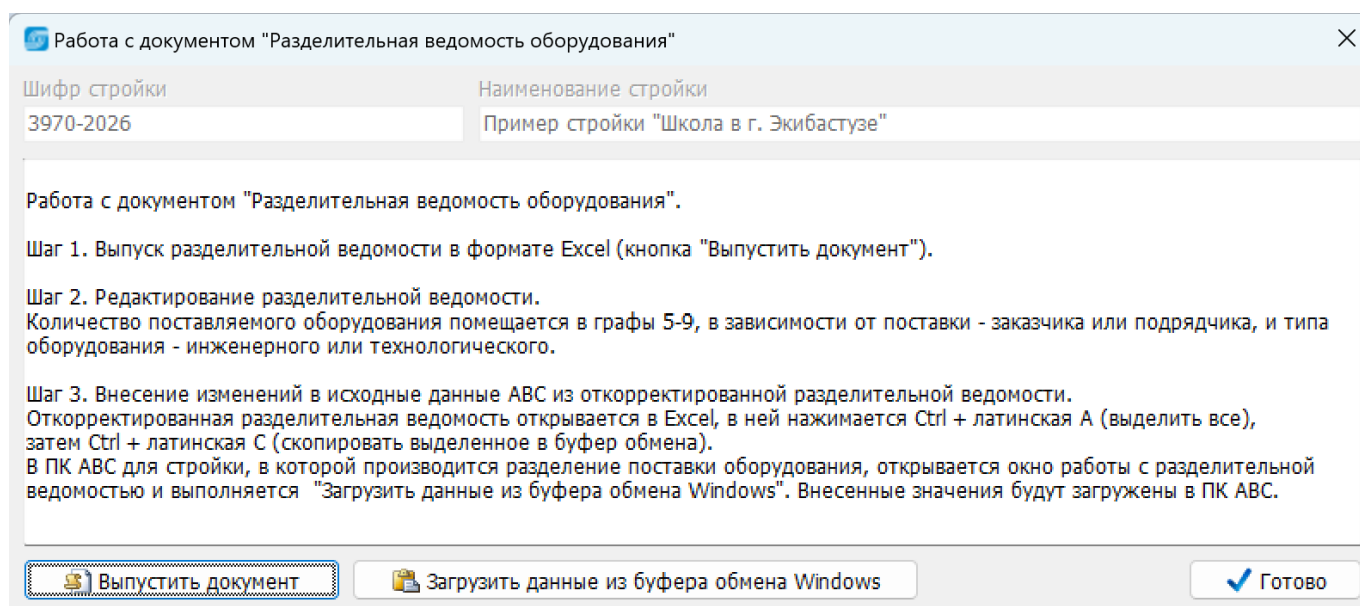 Работа с документом "Разделительная ведомость оборудования"
Шифр стройки
Наименование стройки
3970-2026
Пример стройки "Школа в г. Экибастузе"
Работа с документом "Разделительная ведомость оборудования".
Шаг 1. Выпуск разделительной ведомости в формате Excel (кнопка "Выпустить документ").
Шаг 2. Редактирование разделительной ведомости.
Количество поставляемого оборудования помещается в графы 5-9, в зависимости от поставки - заказчика или подрядчика, и типа
оборудования - инженерного или технологического.
Шаг 3. Внесение изменений в исходные данные АВС из откорректированной разделительной ведомости.
Откорректированная разделительная ведомость открывается в Excel, в ней нажимается Ctrl + латинская A (выделить все),
затем Ctrl + латинская C (скопировать выделенное в буфер обмена).
В ПК АВС для стройки, в которой производится разделение поставки оборудования, открывается окно работы с разделительной
ведомостью и выполняется  "Загрузить данные из буфера обмена Windows". Внесенные значения будут загружены в ПК АВС.
Выпустить документ
Загрузить данные из буфера обмена Windows
Готово